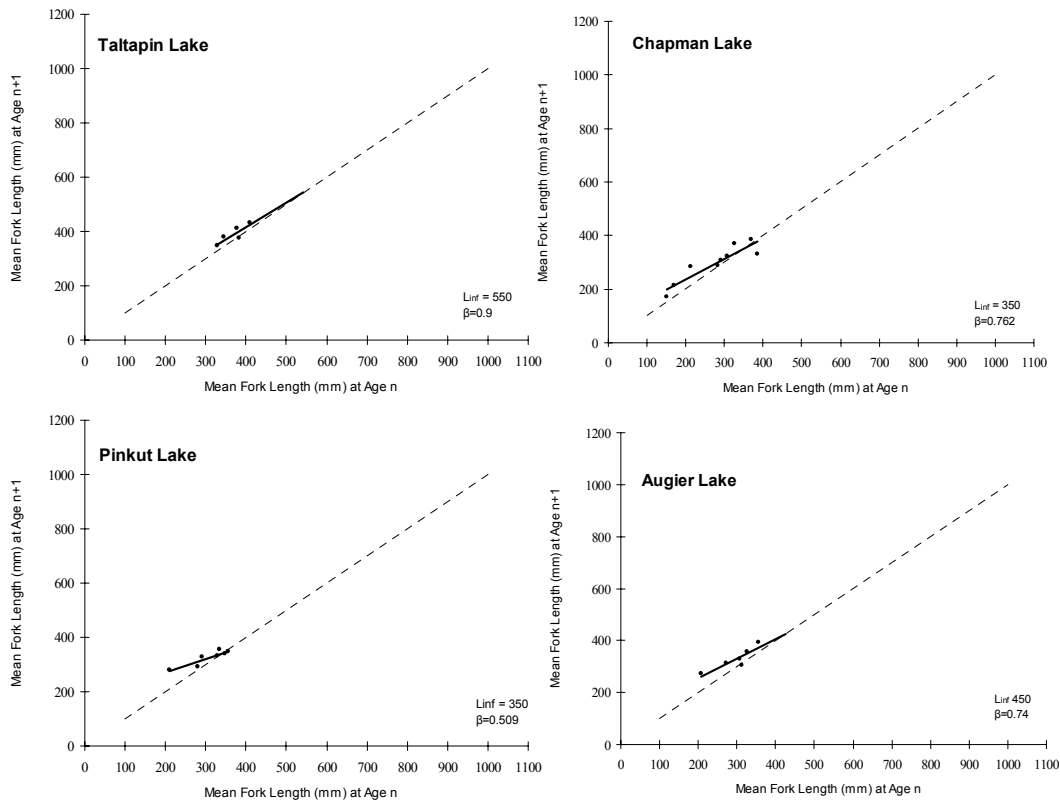 Taltapin Lake
Mean Fork Length (mm) at Age n+1
1200
1000
800
600
400
200
0
0 100 200 300 400 500 600 700 800 900 1000 1100
Mean Fork Length (mm) at Age n
Linf = 550
β=0.9
Chapman Lake
Mean Fork Length (mm) at Age n+1
1200
1000
800
600
400
200
0
0 100 200 300 400 500 600 700 800 900 1000 1100
Mean Fork Length (mm) at Age n
Linf = 350
β=0.762
Pinkut Lake
Mean Fork Length (mm) at Age n+1
1200
1000
800
600
400
200
0
0 100 200 300 400 500 600 700 800 900 1000 1100
Mean Fork Length (mm) at Age n
Linf = 350
β=0.509
Augier Lake
Mean Fork Length (mm) at Age n+1
1200
1000
800
600
400
200
0
0 100 200 300 400 500 600 700 800 900 1000 1100
Mean Fork Length (mm) at Age n
Linf 450
β=0.74